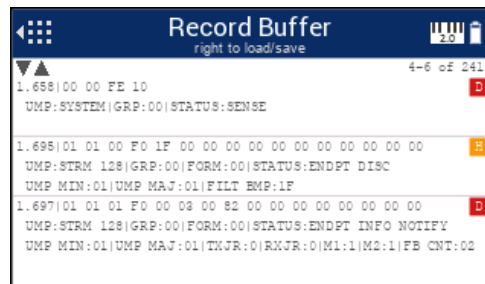 Record Buffer
right to load/save
2.0
4-6 of 241
1.658|00 00 FE 10
D
UMP:SYSTEM|GRP:00|STATUS:SENSE
1.695|01 01 00 F0 1F 00 00 00 00 00 00 00 00 00 00 00
H
UMP:STRM 128|GRP:00|FORM:00|STATUS:ENDPT DISC
UMP MIN:01|UMP MAJ:01|FILT BMP:1F
1.697|01 01 01 F0 00 03 00 82 00 00 00 00 00 00 00 00
D
UMP:STRM 128|GRP:00|FORM:00|STATUS:ENDPT INFO NOTIFY
UMP MIN:01|UMP MAJ:01|TXJR:0|RXJR:0|M1:1|M2:1|FB CNT:02